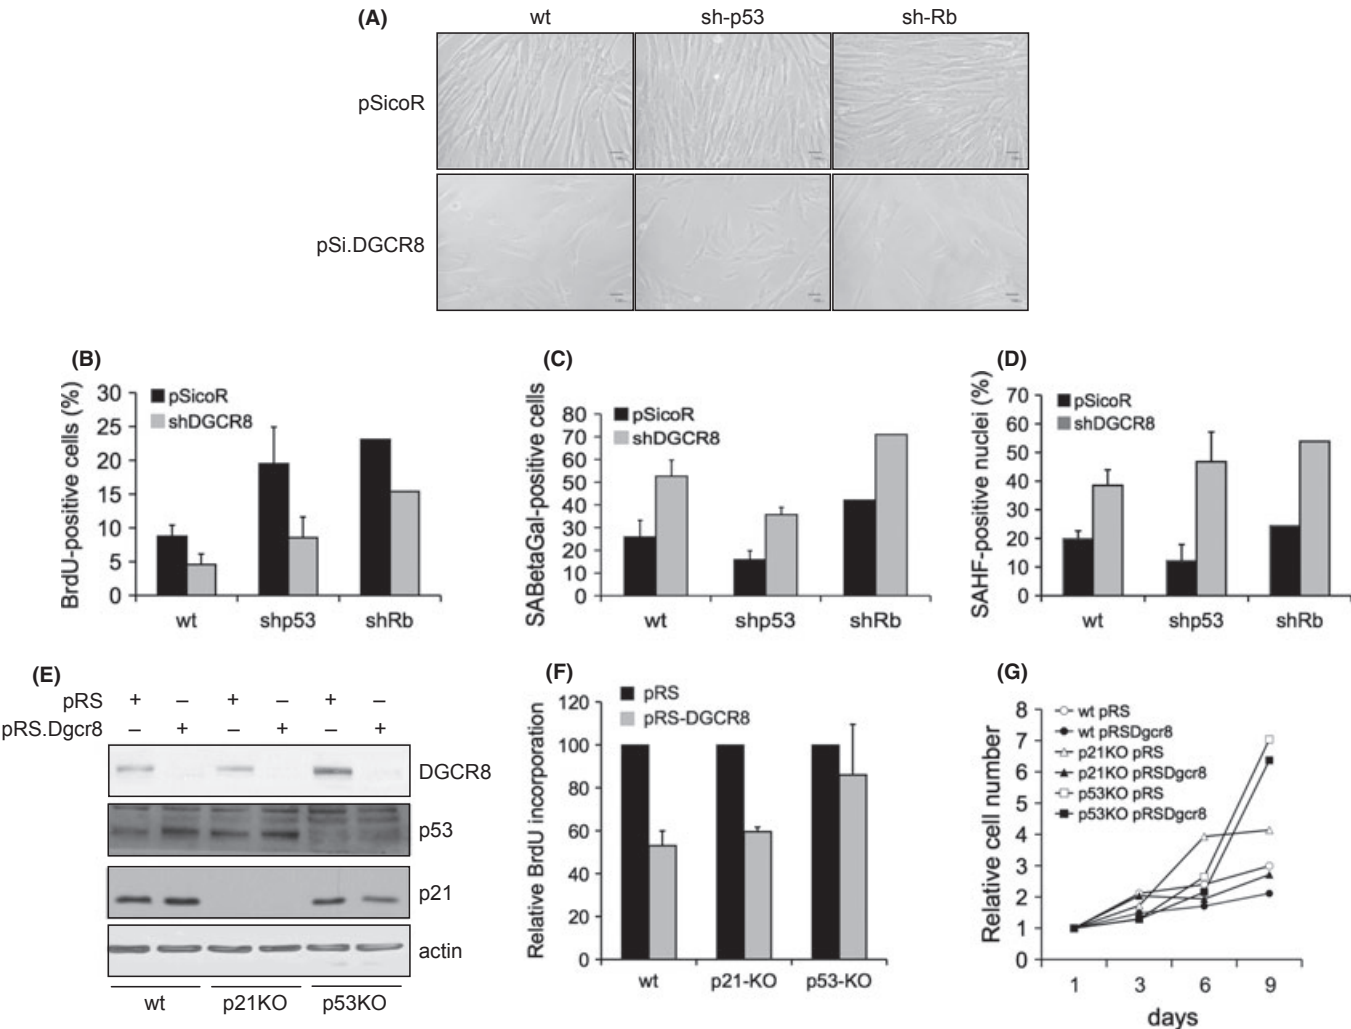 (A)
wt sh-p53 sh-Rb
pSicoR
pSi.DGCR8
(B)
BrdU-positive cells (%)
30
25
20
15
10
5
0
pSicoR
shDGCR8
wt shp53 shRb
(C)
SABetaGal-positive cells
80
70
60
50
40
30
20
10
0
pSicoR
shDGCR8
wt shp53 shRb
(D)
SAHF-positive nuclei (%)
70
60
50
40
30
20
10
0
pSicoR
shDGCR8
wt shp53 shRb
(E)
pRS + – + – + –
pRS.Dgcr8 – + – + – +
DGCR8
p53
p21
actin
wt p21KO p53KO
(F)
Relative BrdU incorporation
120
100
80
60
40
20
0
pRS
pRS-DGCR8
wt p21-KO p53-KO
(G)
Relative cell number
8
7
6
5
4
3
2
1
0
wt pRS
wt pRSDgcr8
p21KO pRS
p21KO pRSDgcr8
p53KO pRS
p53KO pRSDgcr8
1 3 6 9
days